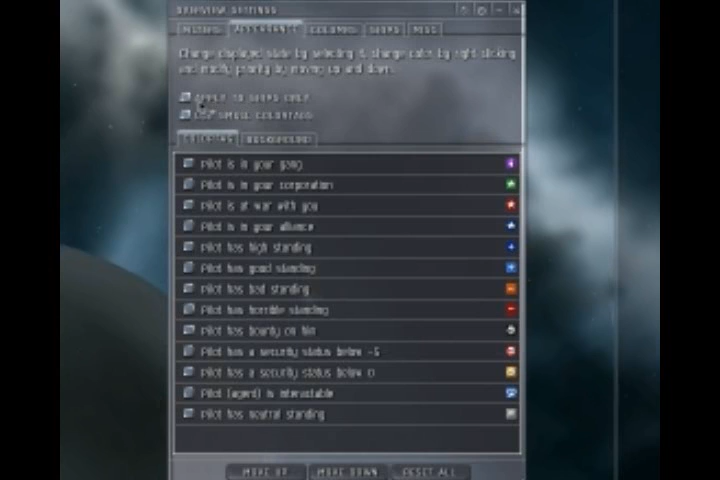 OVERVIEW SETTINGS
FILTERS APPEARANCE COLUMNS SHIPS MISC
Change displayed state by selecting it, change color by right clicking
and modify priority by moving up and down.
APPLY TO SHIPS ONLY
USE SMALL COLORTAGS
COLORTAG BACKGROUND
Pilot is in your gang
Pilot is in your corporation
Pilot is at war with you
Pilot is in your alliance
Pilot has high standing
Pilot has good standing
Pilot has bad standing
Pilot has horrible standing
Pilot has bounty on him
Pilot has a security status below -5
Pilot has a security status below 0
Pilot (agent) is interactable
Pilot has neutral standing
MOVE UP MOVE DOWN RESET ALL